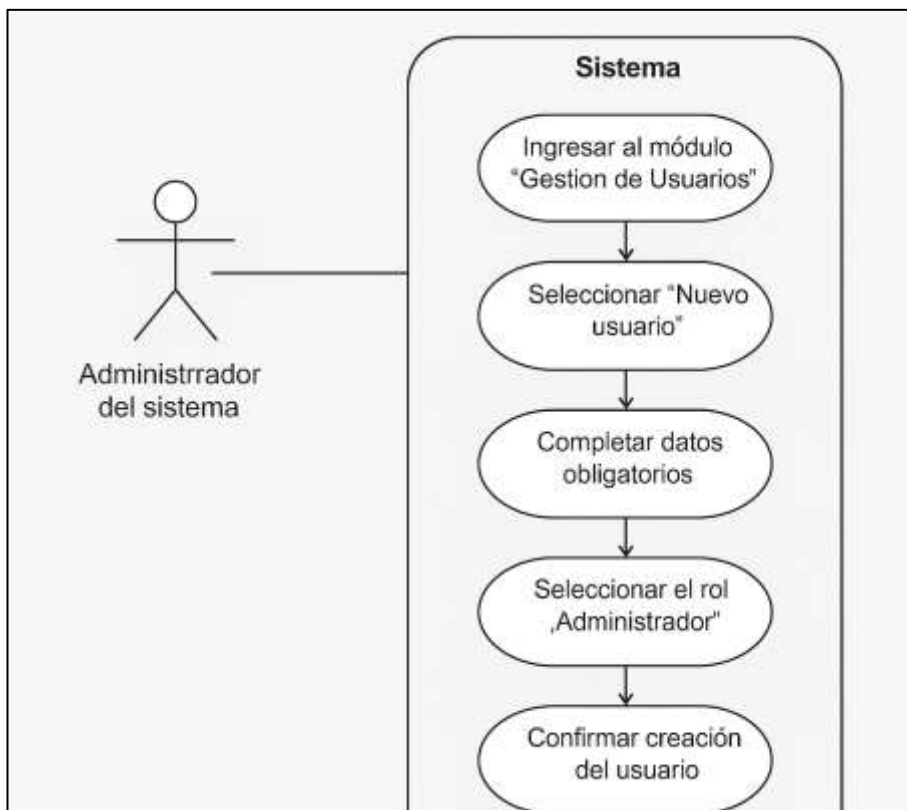 Sistema
Ingresar al módulo
“Gestion de Usuarios”
Seleccionar “Nuevo
usuario”
Administrrador
del sistema
Completar datos
obligatorios
Seleccionar el rol
‚Administrador”
Confirmar creación
del usuario